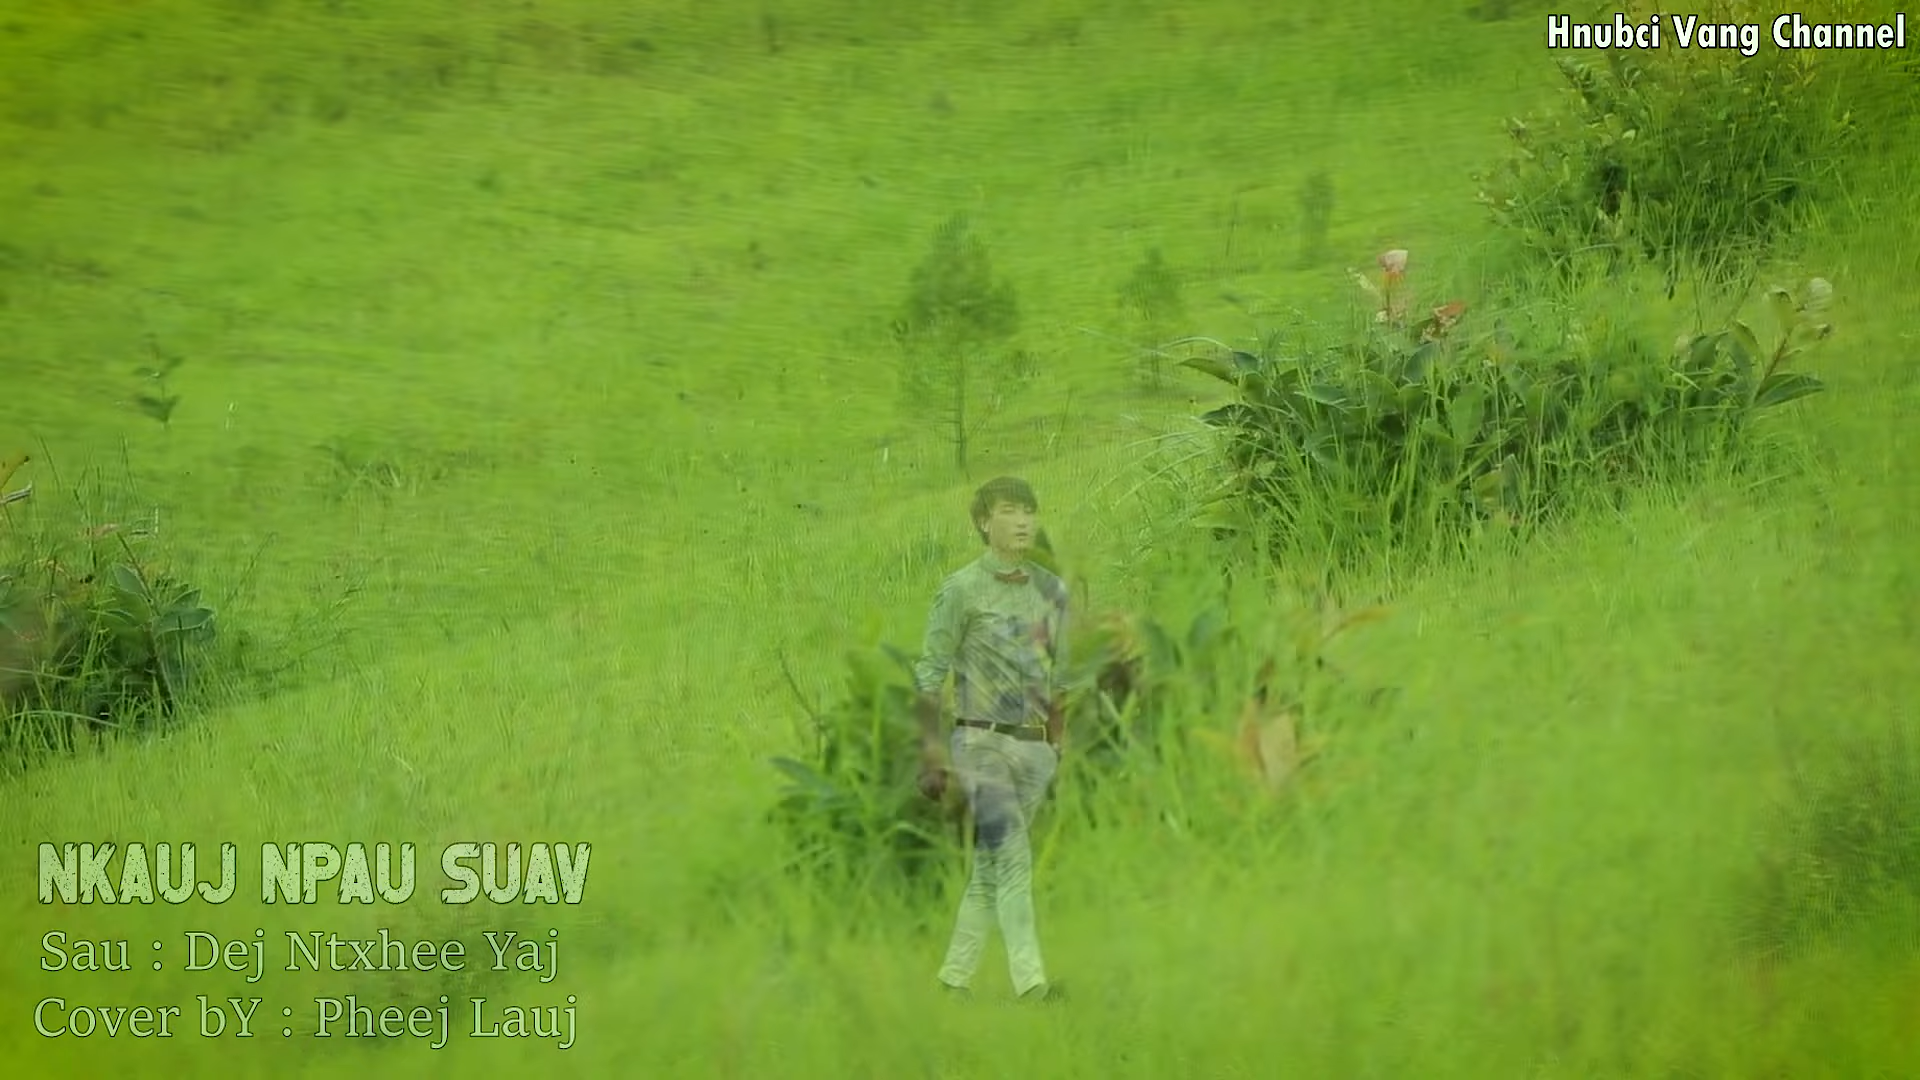 Hnubci Vang Channel
NKAUJ NPAU SUAV
Sau : Dej Ntxhee Yaj
Cover bY : Pheej Lauj